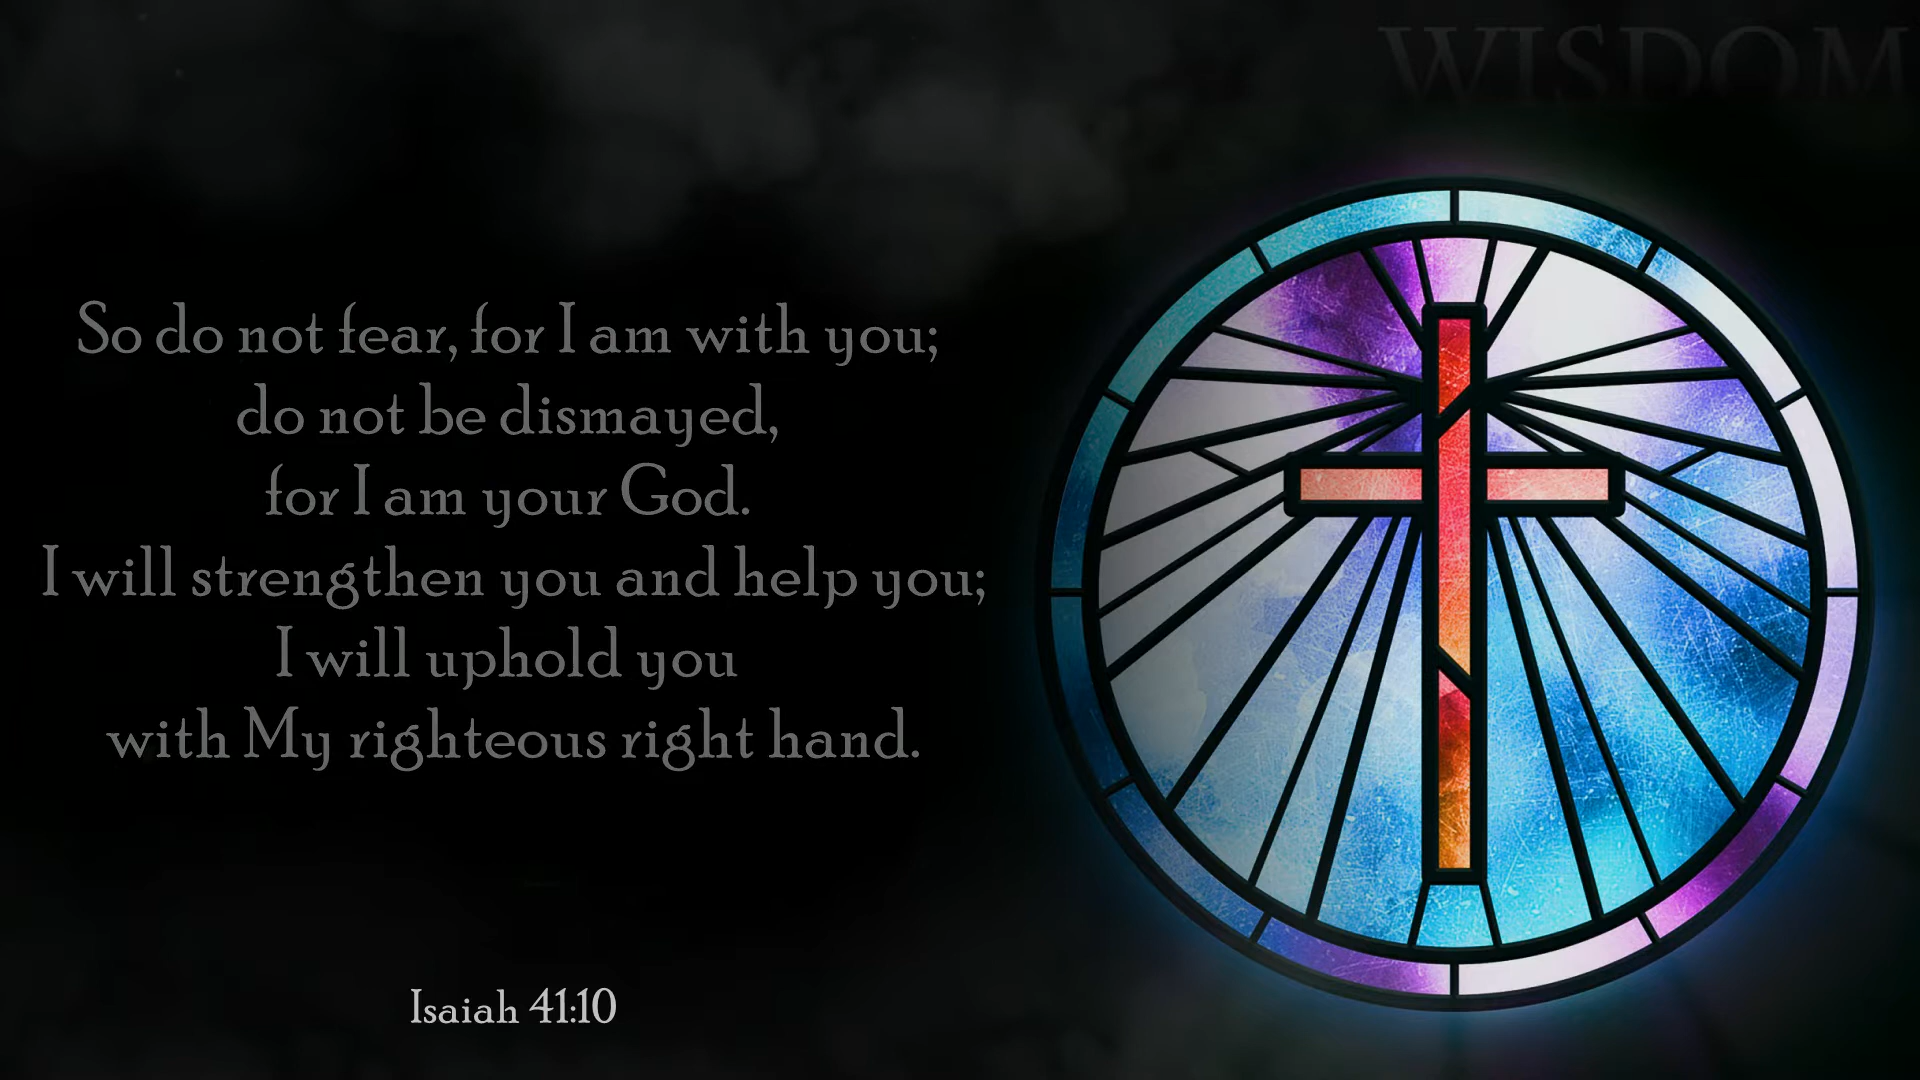 WISDOM
So do not fear, for I am with you;
do not be dismayed,
for I am your God.
I will strengthen you and help you;
I will uphold you
with My righteous right hand.
Isaiah 41:10